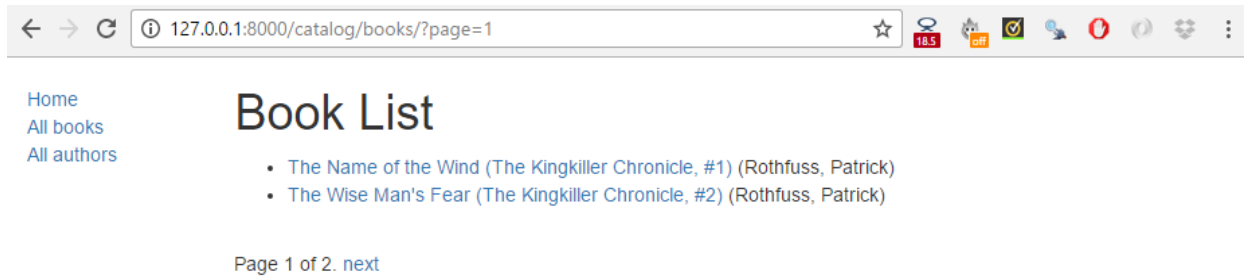 127.0.0.1:8000/catalog/books/?page=1
18.5
off
Home
All books
All authors
Book List
The Name of the Wind (The Kingkiller Chronicle, #1) (Rothfuss, Patrick)
The Wise Man's Fear (The Kingkiller Chronicle, #2) (Rothfuss, Patrick)
Page 1 of 2. next